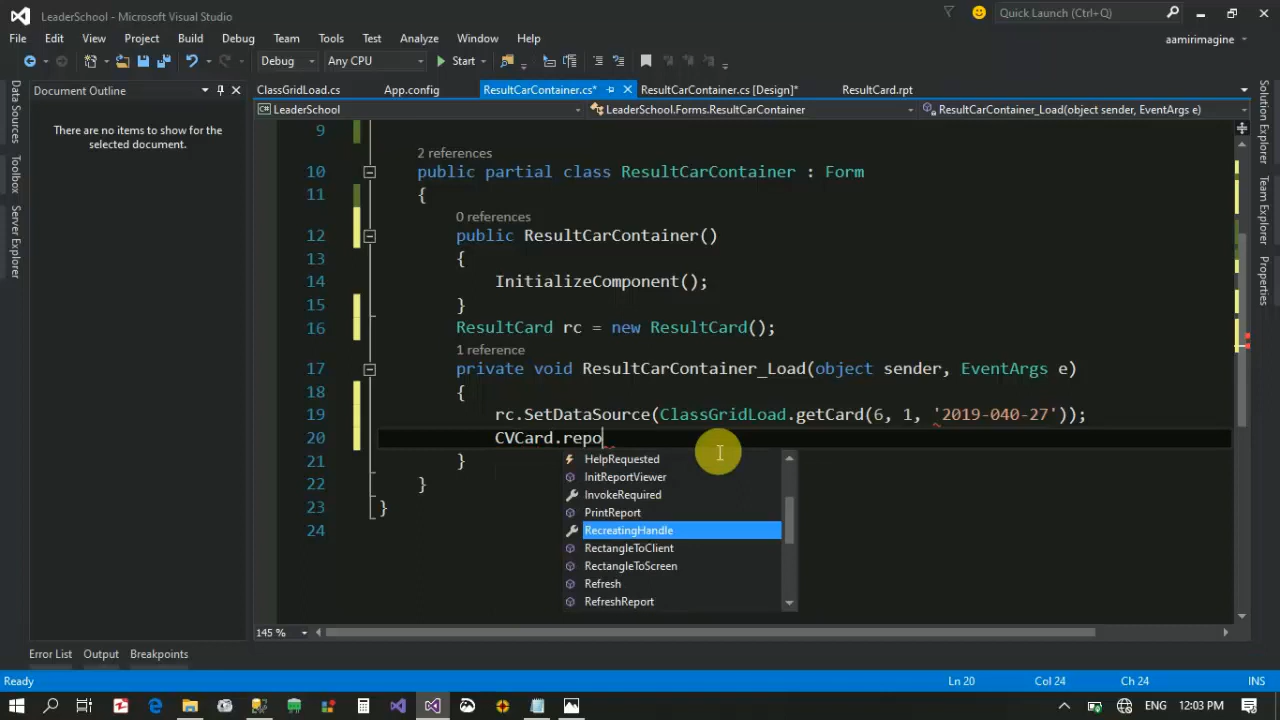 LeaderSchool - Microsoft Visual Studio
Quick Launch (Ctrl+Q)
File Edit View Project Build Debug Team Tools Test Analyze Window Help
aamirimagine
Debug Any CPU Start
Document Outline
There are no items to show for the
selected document.
Data Sources
Toolbox
Server Explorer
ClassGridLoad.cs App.config ResultCarContainer.cs* ResultCarContainer.cs [Design]* ResultCard.rpt
LeaderSchool LeaderSchool.Forms.ResultCarContainer ResultCarContainer_Load(object sender, EventArgs e)
9
2 references
10 public partial class ResultCarContainer : Form
11 {
0 references
12 public ResultCarContainer()
13 {
14 InitializeComponent();
15 }
16 ResultCard rc = new ResultCard();
1 reference
17 private void ResultCarContainer_Load(object sender, EventArgs e)
18 {
19 rc.SetDataSource(ClassGridLoad.getCard(6, 1, '2019-040-27'));
20 CVCard.repo
21 }
22 }
23 }
24
HelpRequested
InitReportViewer
InvokeRequired
PrintReport
RecreatingHandle
RectangleToClient
RectangleToScreen
Refresh
RefreshReport
Solution Explorer
Team Explorer
Properties
145 %
Error List Output Breakpoints
Ready Ln 20 Col 24 Ch 24 INS
12:03 PM